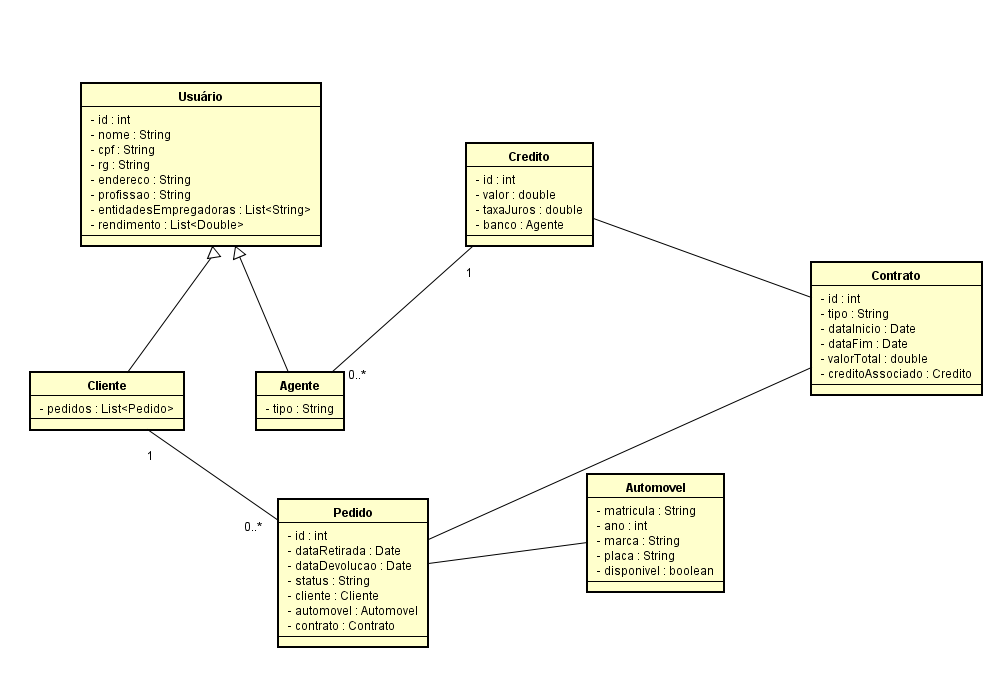 Usuário
- id : int
- nome : String
- cpf : String
- rg : String
- endereco : String
- profissao : String
- entidadesEmpregadoras : List<String>
- rendimento : List<Double>
Credito
- id : int
- valor : double
- taxaJuros : double
- banco : Agente
1
Contrato
- id : int
- tipo : String
- dataInicio : Date
- dataFim : Date
- valorTotal : double
- creditoAssociado : Credito
Cliente
- pedidos : List<Pedido>
1
Agente
- tipo : String
0..*
Pedido
- id : int
- dataRetirada : Date
- dataDevolucao : Date
- status : String
- cliente : Cliente
- automovel : Automovel
- contrato : Contrato
0..*
Automovel
- matricula : String
- ano : int
- marca : String
- placa : String
- disponivel : boolean